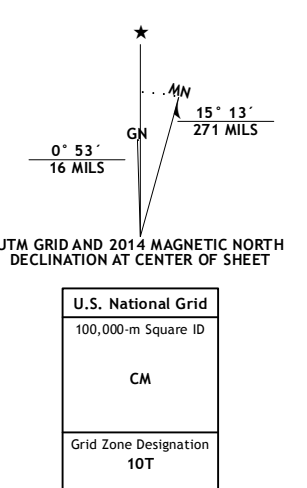 ★
MN
GN
15° 13´
271 MILS
0° 53´
16 MILS
UTM GRID AND 2014 MAGNETIC NORTH
DECLINATION AT CENTER OF SHEET
U.S. National Grid
100,000-m Square ID
CM
Grid Zone Designation
10T